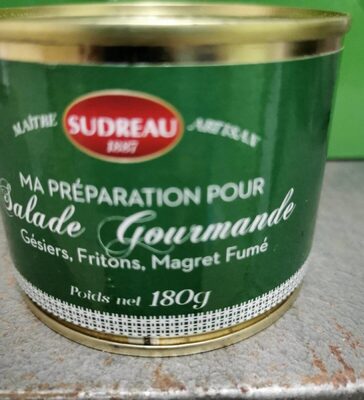 MAÎTRE SUDREAU ARTISAN
1887
MA PRÉPARATION POUR
Salade Gourmande
Gésiers, Fritons, Magret Fumé
Poids net 180g